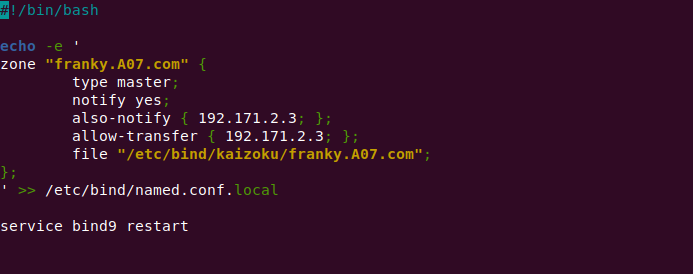 #!/bin/bash

echo -e '
zone "franky.A07.com" {
        type master;
        notify yes;
        also-notify { 192.171.2.3; };
        allow-transfer { 192.171.2.3; };
        file "/etc/bind/kaizoku/franky.A07.com";
};
' >> /etc/bind/named.conf.local

service bind9 restart